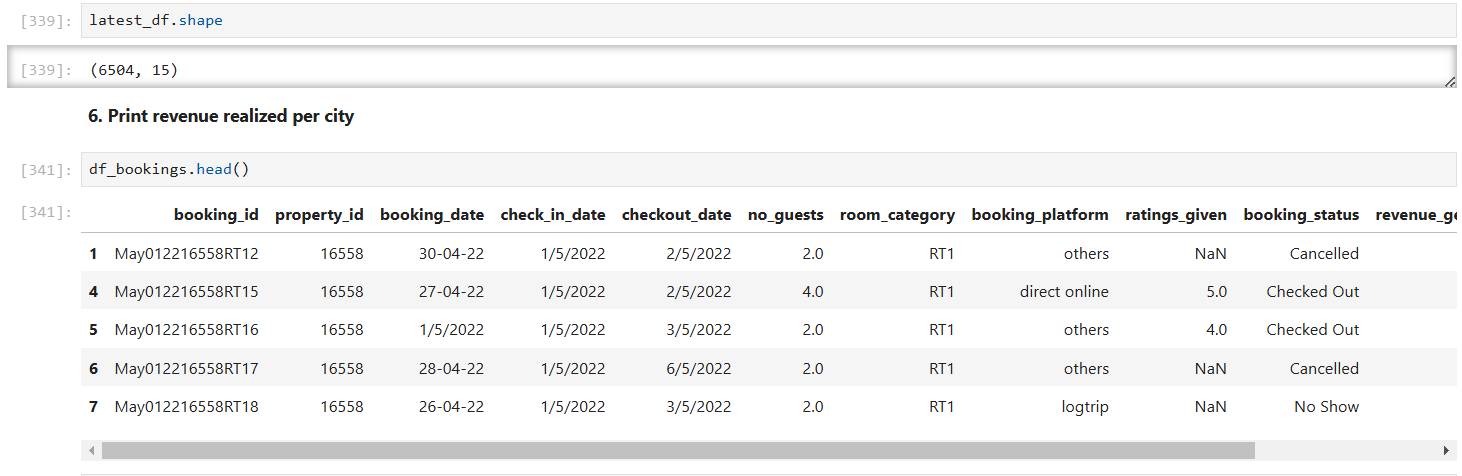 [339]: latest_df.shape
[339]: (6504, 15)
6. Print revenue realized per city
[341]: df_bookings.head()
[341]: booking_id property_id booking_date check_in_date checkout_date no_guests room_category booking_platform ratings_given booking_status revenue_ge
1 May012216558RT12 16558 30-04-22 1/5/2022 2/5/2022 2.0 RT1 others NaN Cancelled
4 May012216558RT15 16558 27-04-22 1/5/2022 2/5/2022 4.0 RT1 direct online 5.0 Checked Out
5 May012216558RT16 16558 1/5/2022 1/5/2022 3/5/2022 2.0 RT1 others 4.0 Checked Out
6 May012216558RT17 16558 28-04-22 1/5/2022 6/5/2022 2.0 RT1 others NaN Cancelled
7 May012216558RT18 16558 26-04-22 1/5/2022 3/5/2022 2.0 RT1 logtrip NaN No Show